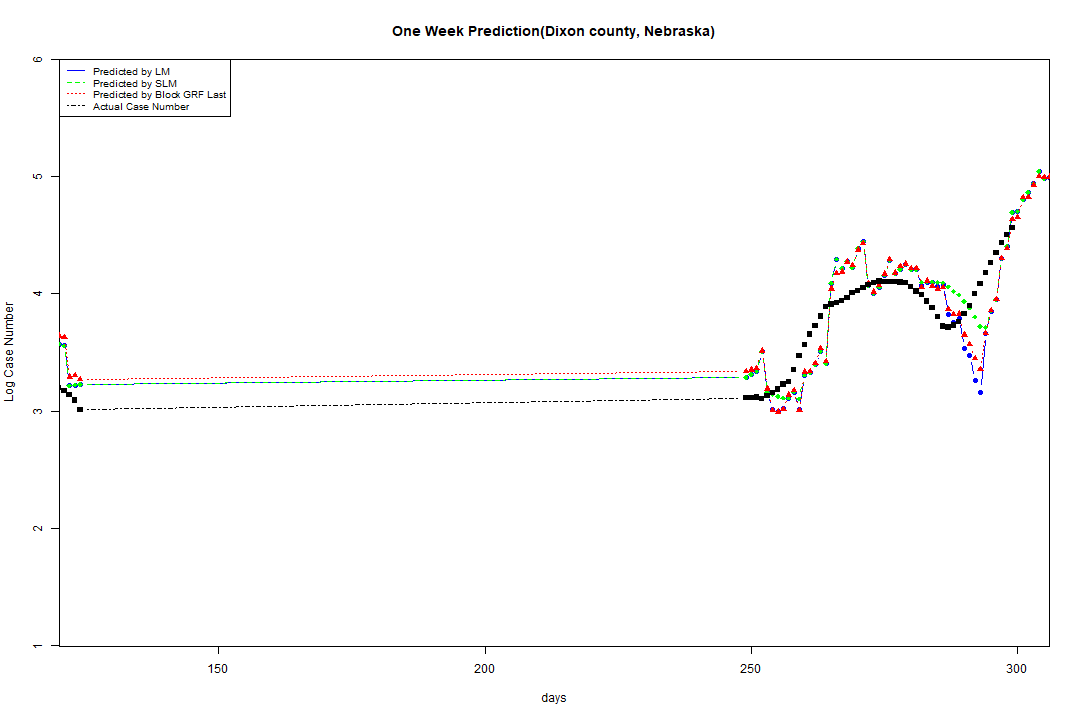 One Week Prediction(Dixon county, Nebraska)
Predicted by LM
Predicted by SLM
Predicted by Block GRF Last
Actual Case Number
Log Case Number
6
5
4
3
2
1
150 200 250 300
days